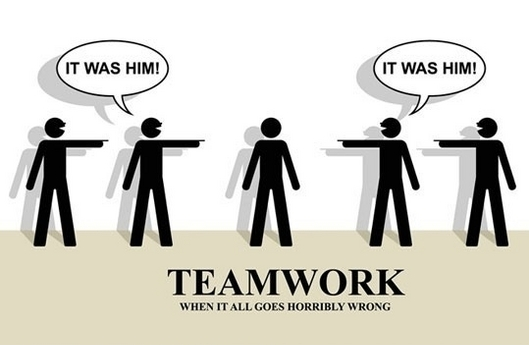 IT WAS HIM!
IT WAS HIM!
TEAMWORK
WHEN IT ALL GOES HORRIBLY WRONG